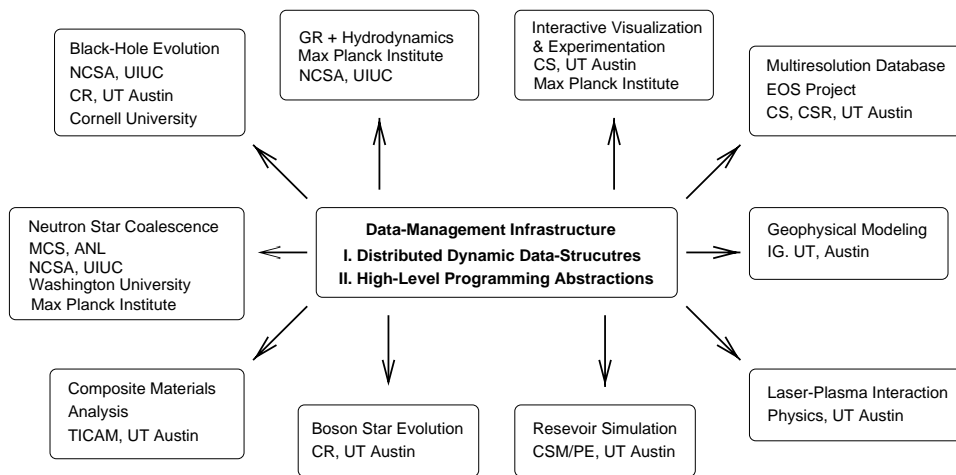 Black-Hole Evolution
NCSA, UIUC
CR, UT Austin
Cornell University
GR + Hydrodynamics
Max Planck Institute
NCSA, UIUC
Interactive Visualization
& Experimentation
CS, UT Austin
Max Planck Institute
Multiresolution Database
EOS Project
CS, CSR, UT Austin
Neutron Star Coalescence
MCS, ANL
NCSA, UIUC
Washington University
Max Planck Institute
Data-Management Infrastructure
I. Distributed Dynamic Data-Strucutres
II. High-Level Programming Abstractions
Geophysical Modeling
IG. UT, Austin
Composite Materials
Analysis
TICAM, UT Austin
Boson Star Evolution
CR, UT Austin
Resevoir Simulation
CSM/PE, UT Austin
Laser-Plasma Interaction
Physics, UT Austin